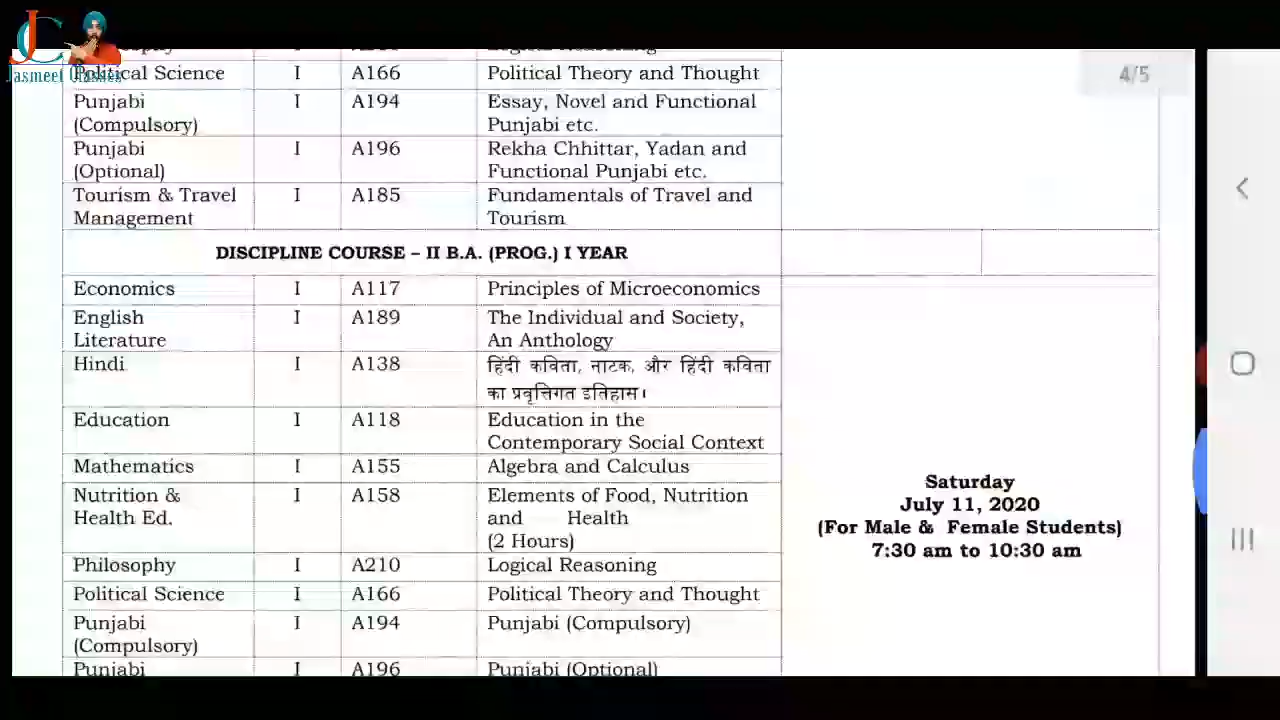 Jasmeet Classes
4/5
Political Science I A166 Political Theory and Thought
Punjabi I A194 Essay, Novel and Functional
(Compulsory) Punjabi etc.
Punjabi I A196 Rekha Chhittar, Yadan and
(Optional) Functional Punjabi etc.
Tourism & Travel I A185 Fundamentals of Travel and
Management Tourism
DISCIPLINE COURSE – II B.A. (PROG.) I YEAR
Economics I A117 Principles of Microeconomics
English I A189 The Individual and Society,
Literature An Anthology
Hindi I A138 हिंदी कविता, नाटक, और हिंदी कविता
का प्रवृत्तिगत इतिहास।
Education I A118 Education in the
Contemporary Social Context
Mathematics I A155 Algebra and Calculus
Nutrition & I A158 Elements of Food, Nutrition
Health Ed. and Health
(2 Hours)
Philosophy I A210 Logical Reasoning
Political Science I A166 Political Theory and Thought
Punjabi I A194 Punjabi (Compulsory)
(Compulsory)
Punjabi I A196 Punjabi (Optional)
Saturday
July 11, 2020
(For Male & Female Students)
7:30 am to 10:30 am